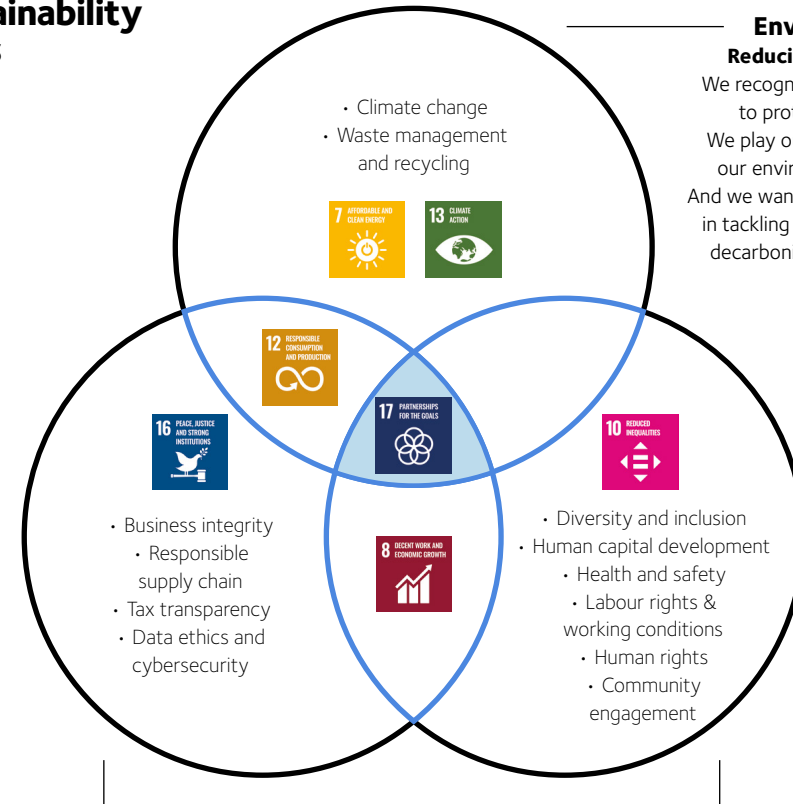 ainability
s
Env
Reduci
We recogn
to prot
We play o
our envir
And we wan
in tackling
decarboni
• Climate change
• Waste management
and recycling
7 AFFORDABLE AND
CLEAN ENERGY
13 CLIMATE
ACTION
12 RESPONSIBLE
CONSUMPTION
AND PRODUCTION
17 PARTNERSHIPS
FOR THE GOALS
16 PEACE, JUSTICE
AND STRONG
INSTITUTIONS
10 REDUCED
INEQUALITIES
8 DECENT WORK AND
ECONOMIC GROWTH
• Business integrity
• Responsible
supply chain
• Tax transparency
• Data ethics and
cybersecurity
• Diversity and inclusion
• Human capital development
• Health and safety
• Labour rights &
working conditions
• Human rights
• Community
engagement